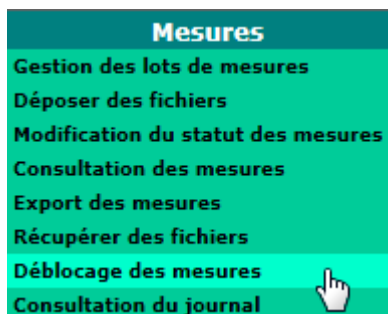 Mesures
Gestion des lots de mesures
Déposer des fichiers
Modification du statut des mesures
Consultation des mesures
Export des mesures
Récupérer des fichiers
Déblocage des mesures
Consultation du journal